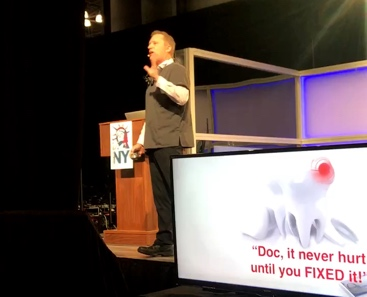 NY
"Doc, it never hurt
until you FIXED it!"